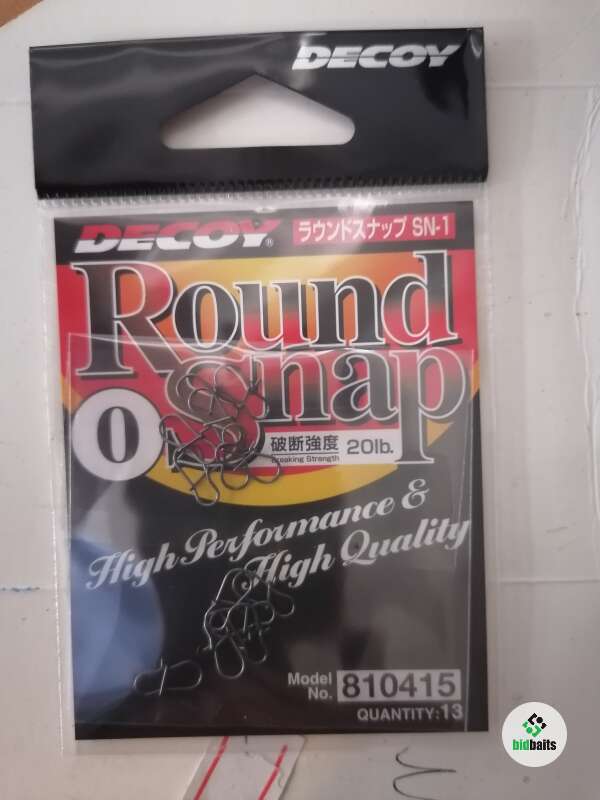 DECOY
DECOY® ラウンドスナップ SN-1
Round
Snap
0
破断強度 20lb.
Breaking Strength
High Performance &
High Quality
Model
No. 810415
QUANTITY:13
bidbaits